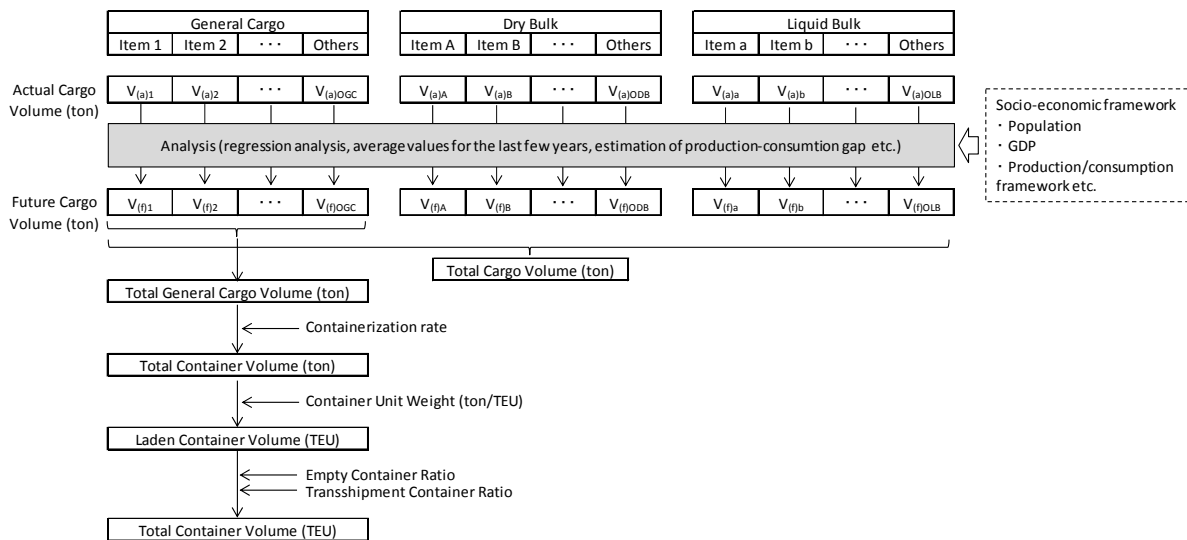 General Cargo Dry Bulk Liquid Bulk
Item 1 Item 2 ・・・ Others Item A Item B ・・・ Others Item a Item b ・・・ Others
Actual Cargo Volume (ton)
V(a)1 V(a)2 ・・・ V(a)OGC V(a)A V(a)B ・・・ V(a)ODB V(a)a V(a)b ・・・ V(a)OLB
Analysis (regression analysis, average values for the last few years, estimation of production-consumtion gap etc.)
Socio-economic framework
・ Population
・ GDP
・ Production/consumption
framework etc.
Future Cargo
Volume (ton)
V(f)1 V(f)2 ・・・ V(f)OGC V(f)A V(f)B ・・・ V(f)ODB V(f)a V(f)b ・・・ V(f)OLB
Total Cargo Volume (ton)
Total General Cargo Volume (ton)
Containerization rate
Total Container Volume (ton)
Container Unit Weight (ton/TEU)
Laden Container Volume (TEU)
Empty Container Ratio
Transshipment Container Ratio
Total Container Volume (TEU)